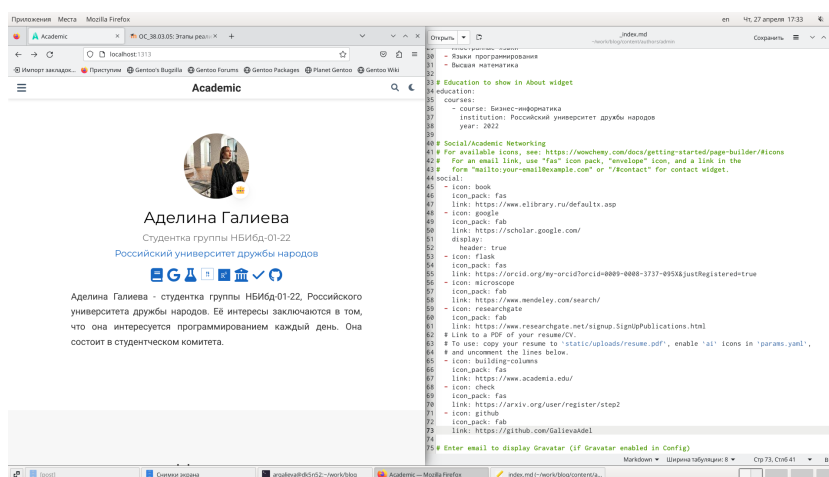 Приложения Места Mozilla Firefox
en Чт, 27 апреля 17:33
Academic
ОС_38.03.05: Этапы реали
localhost:1313
Импорт закладок... Приступим Gentoo's Bugzilla Gentoo Forums Gentoo Packages Planet Gentoo Gentoo Wiki
Academic
Аделина Галиева
Студентка группы НБИбд-01-22
Российский университет дружбы народов
Аделина Галиева - студентка группы НБИбд-01-22, Российского
университета дружбы народов. Её интересы заключаются в том,
что она интересуется программированием каждый день. Она
состоит в студентческом комитета.
Открыть
_index.md
~/work/blog/content/authors/admin
Сохранить
30 - Языки программирования
31 - Высшая математика
32
33 # Education to show in About widget
34 education:
35 courses:
36 - course: Бизнес-информатика
37 institution: Российский университет дружбы народов
38 year: 2022
39
40 # Social/Academic Networking
41 # For available icons, see: https://wowchemy.com/docs/getting-started/page-builder/#icons
42 # For an email link, use "fas" icon pack, "envelope" icon, and a link in the
43 # form "mailto:your-email@example.com" or "/#contact" for contact widget.
44 social:
45 - icon: book
46 icon_pack: fas
47 link: https://www.elibrary.ru/defaultx.asp
48 - icon: google
49 icon_pack: fab
50 link: https://scholar.google.com/
51 display:
52 header: true
53 - icon: flask
54 icon_pack: fas
55 link: https://orcid.org/my-orcid?orcid=0009-0008-3737-095X&justRegistered=true
56 - icon: microscope
57 icon_pack: fab
58 link: https://www.mendeley.com/search/
59 - icon: researchgate
60 icon_pack: fab
61 link: https://www.researchgate.net/signup.SignUpPublications.html
62 # Link to a PDF of your resume/CV.
63 # To use: copy your resume to 'static/uploads/resume.pdf', enable 'ai' icons in 'params.yaml',
64 # and uncomment the lines below.
65 - icon: building-columns
66 icon_pack: fas
67 link: https://www.academia.edu/
68 - icon: check
69 icon_pack: fas
70 link: https://arxiv.org/user/register/step2
71 - icon: github
72 icon_pack: fab
73 link: https://github.com/GalievaAdel
74
75 # Enter email to display Gravatar (if Gravatar enabled in Config)
Markdown Ширина табуляции: 8 Стр 73, Стлб 41
[post]
Снимки экрана
argalieva@dk5n52:~/work/blog
Academic — Mozilla Firefox
_index.md (~/work/blog/content/a...